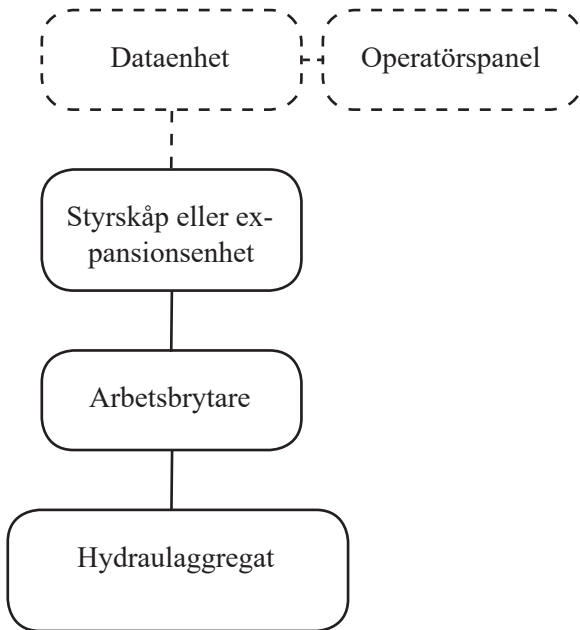 Dataenhet
Operatörspanel
Styrskåp eller ex-
pansionsenhet
Arbetsbrytare
Hydraulaggregat